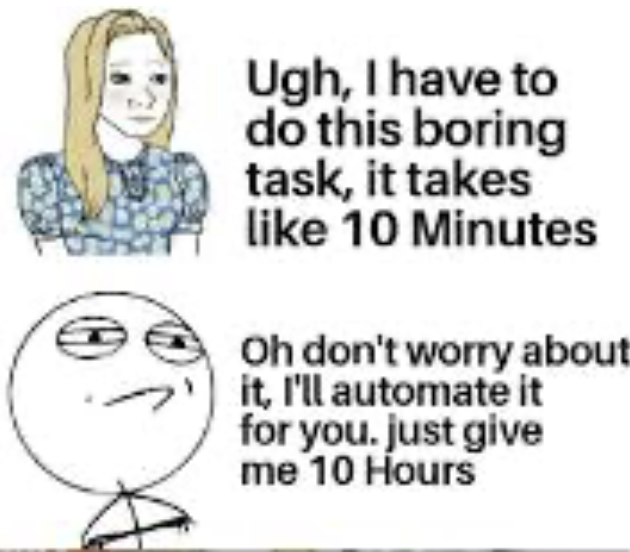 Ugh, I have to
do this boring
task, it takes
like 10 Minutes
Oh don't worry about
it, I'll automate it
for you. just give
me 10 Hours